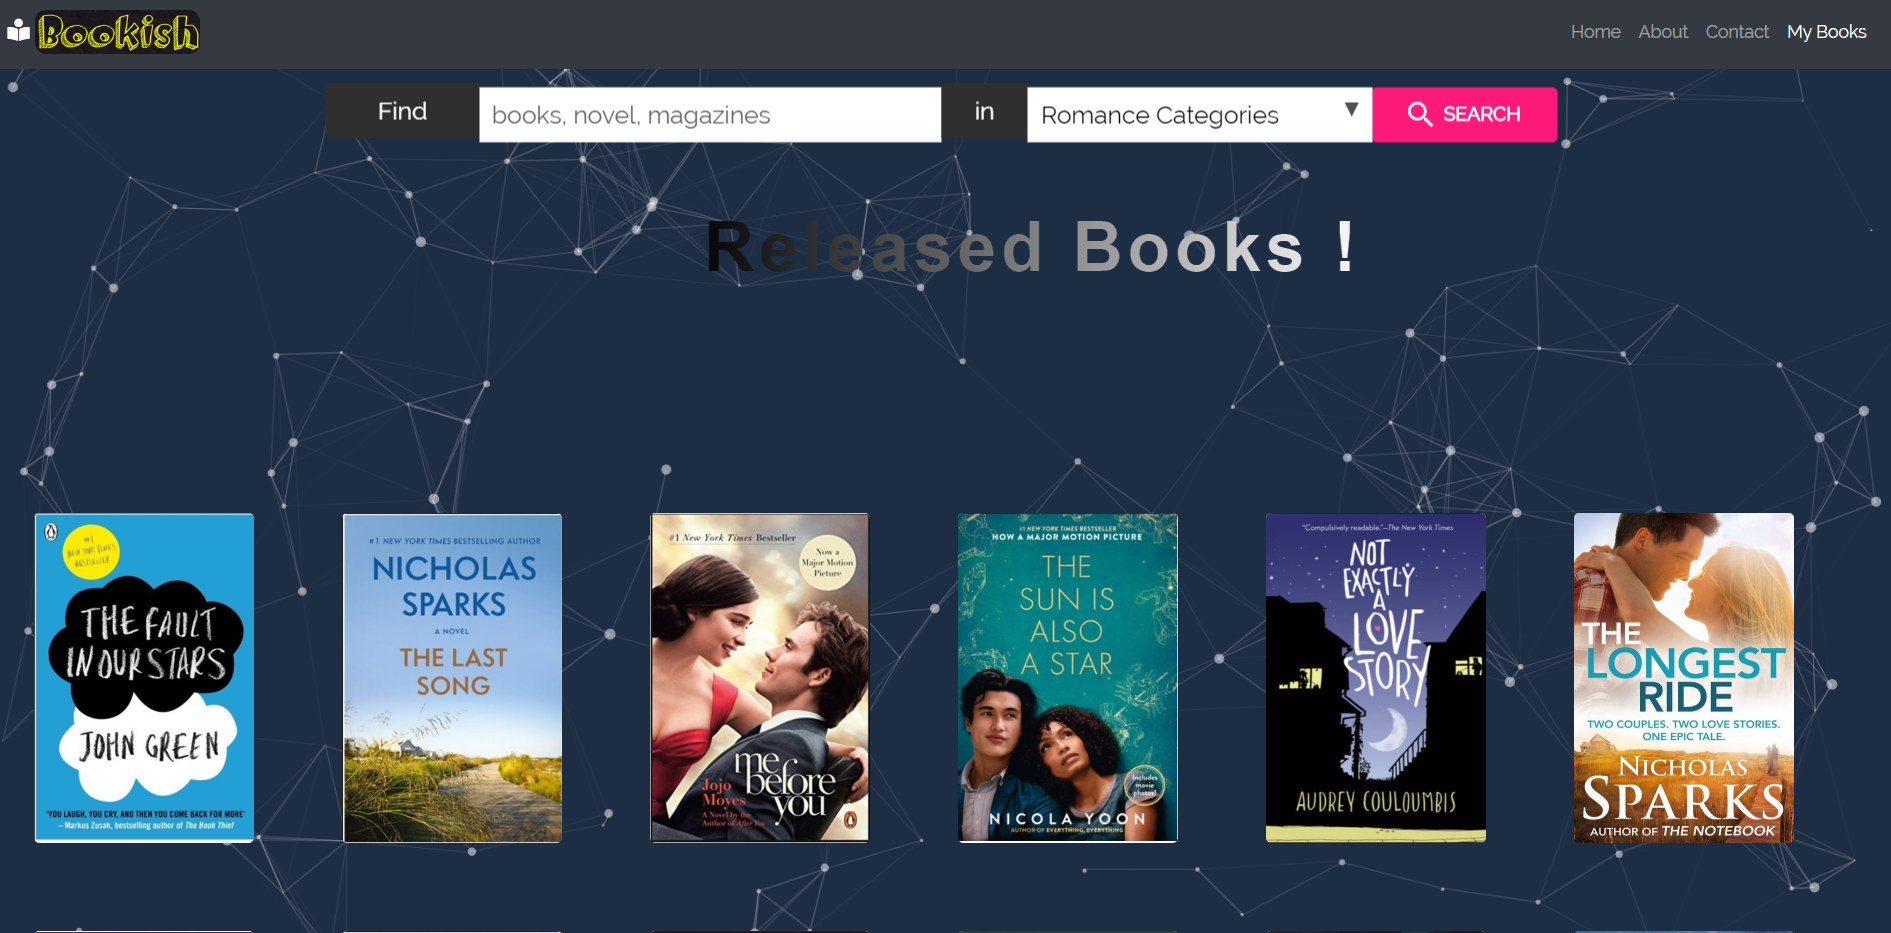 Bookish
Home About Contact My Books
Find books, novel, magazines in Romance Categories ▼ SEARCH
Released Books !
#1
NEW YORK TIMES
BESTSELLER
THE FAULT
IN OUR STARS
JOHN GREEN
'YOU LAUGH, YOU CRY, AND THEN YOU COME BACK FOR MORE'
– Markus Zusak, bestselling author of The Book Thief
#1 NEW YORK TIMES BESTSELLING AUTHOR
NICHOLAS
SPARKS
A NOVEL
THE LAST
SONG
#1 New York Times Bestseller
Now a
Major Motion
Picture
me
before
you
Jojo
Moyes
A Novel by the
Author of After You
#1 NEW YORK TIMES BESTSELLER
NOW A MAJOR MOTION PICTURE
THE
SUN IS
ALSO
A STAR
Includes
movie
photos!
NICOLA YOON
AUTHOR OF EVERYTHING, EVERYTHING
"Compulsively readable."—The New York Times
NOT
EXACTLY
A
LOVE
STORY
AUDREY COULOUMBIS
THE
LONGEST
RIDE
TWO COUPLES. TWO LOVE STORIES.
ONE EPIC TALE.
NICHOLAS
SPARKS
AUTHOR OF THE NOTEBOOK